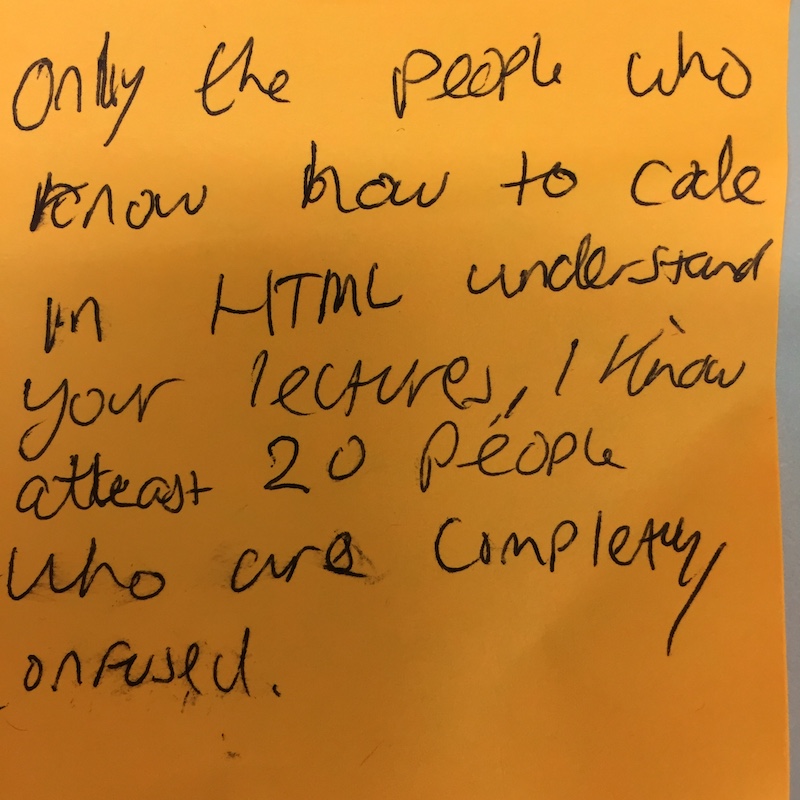 Only the people who
know how to code
in HTML understand
your lectures, I know
atleast 20 people
who are completly
onfused.